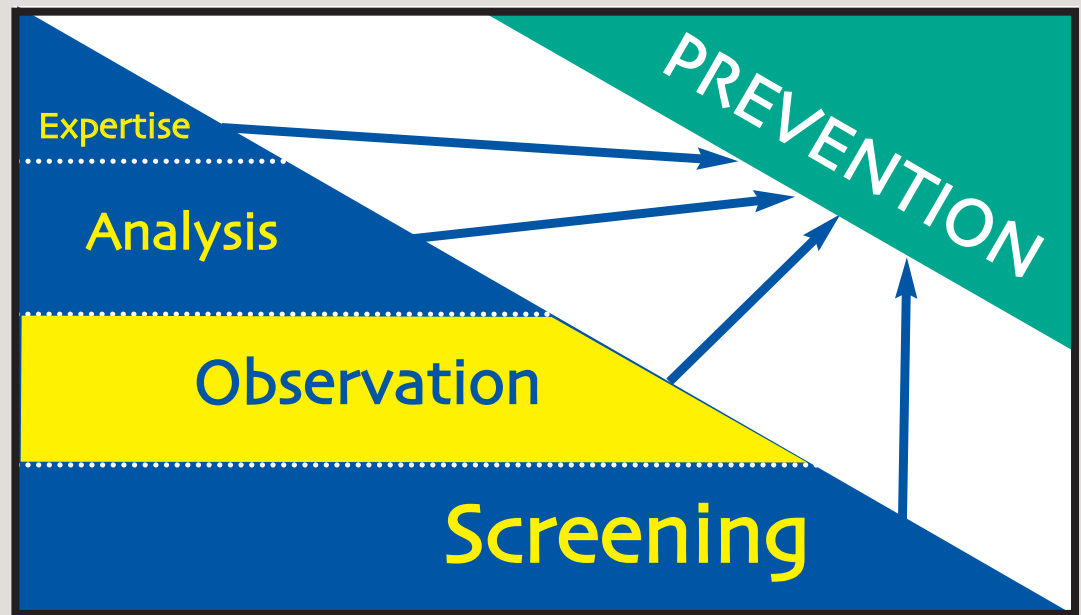 PREVENTION
Expertise
Analysis
Observation
Screening